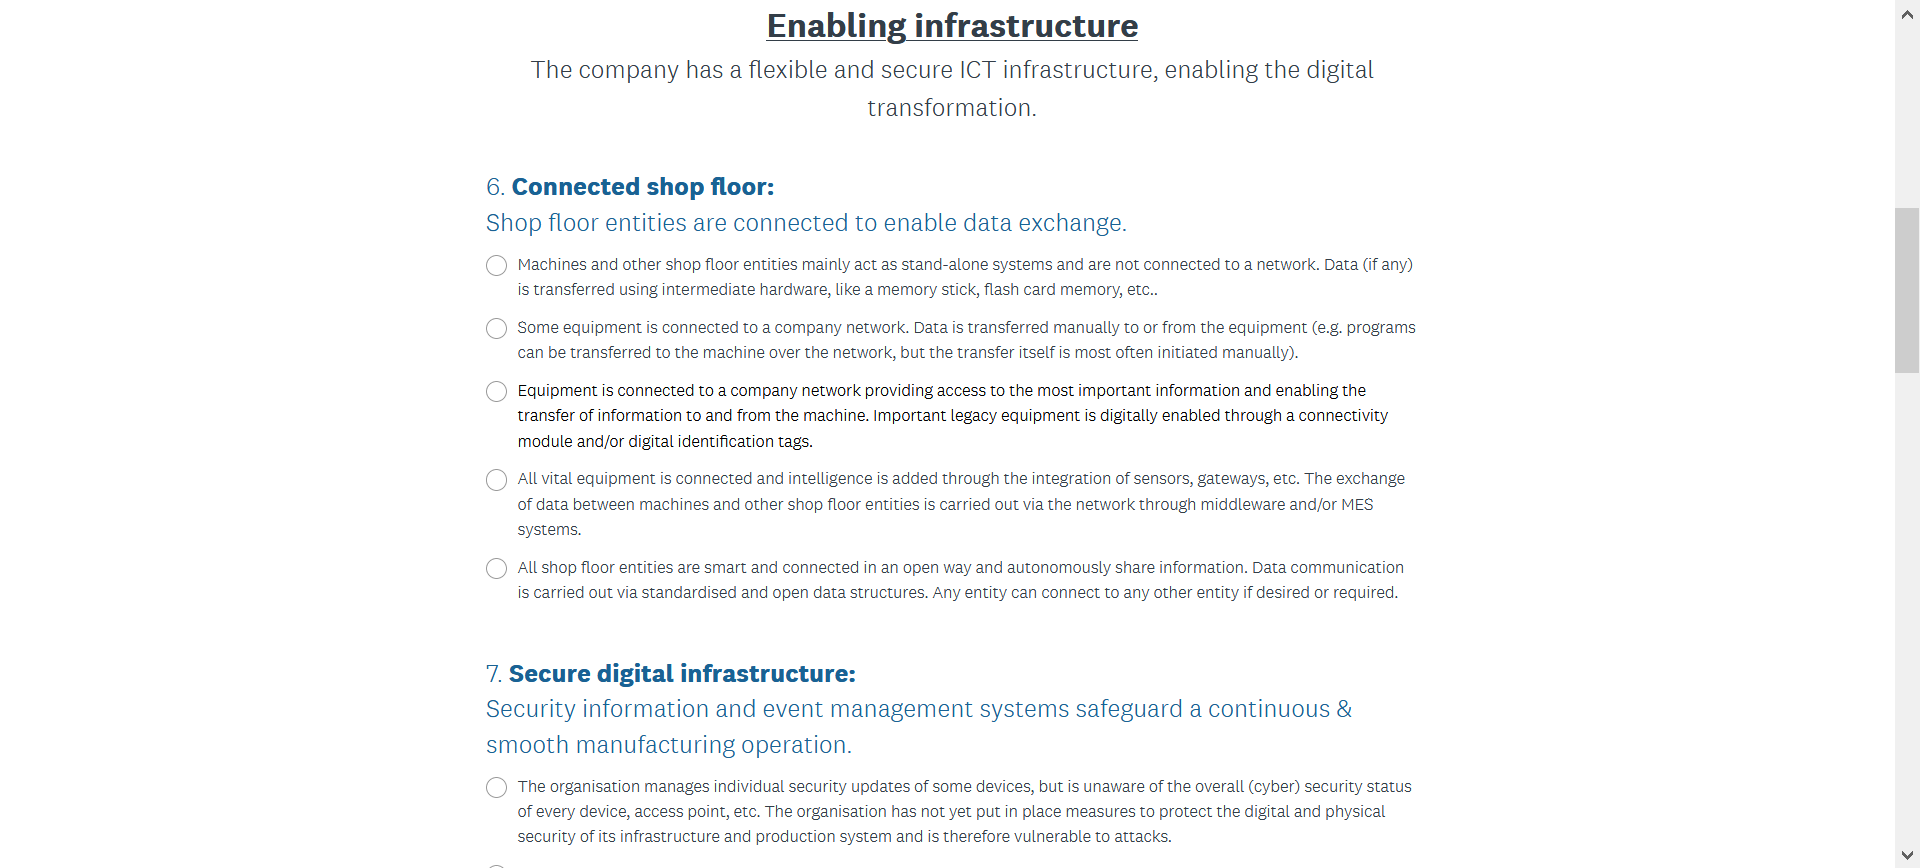 Enabling infrastructure
The company has a flexible and secure ICT infrastructure, enabling the digital
transformation.
6. Connected shop floor:
Shop floor entities are connected to enable data exchange.
Machines and other shop floor entities mainly act as stand-alone systems and are not connected to a network. Data (if any)
is transferred using intermediate hardware, like a memory stick, flash card memory, etc..
Some equipment is connected to a company network. Data is transferred manually to or from the equipment (e.g. programs
can be transferred to the machine over the network, but the transfer itself is most often initiated manually).
Equipment is connected to a company network providing access to the most important information and enabling the
transfer of information to and from the machine. Important legacy equipment is digitally enabled through a connectivity
module and/or digital identification tags.
All vital equipment is connected and intelligence is added through the integration of sensors, gateways, etc. The exchange
of data between machines and other shop floor entities is carried out via the network through middleware and/or MES
systems.
All shop floor entities are smart and connected in an open way and autonomously share information. Data communication
is carried out via standardised and open data structures. Any entity can connect to any other entity if desired or required.
7. Secure digital infrastructure:
Security information and event management systems safeguard a continuous &
smooth manufacturing operation.
The organisation manages individual security updates of some devices, but is unaware of the overall (cyber) security status
of every device, access point, etc. The organisation has not yet put in place measures to protect the digital and physical
security of its infrastructure and production system and is therefore vulnerable to attacks.